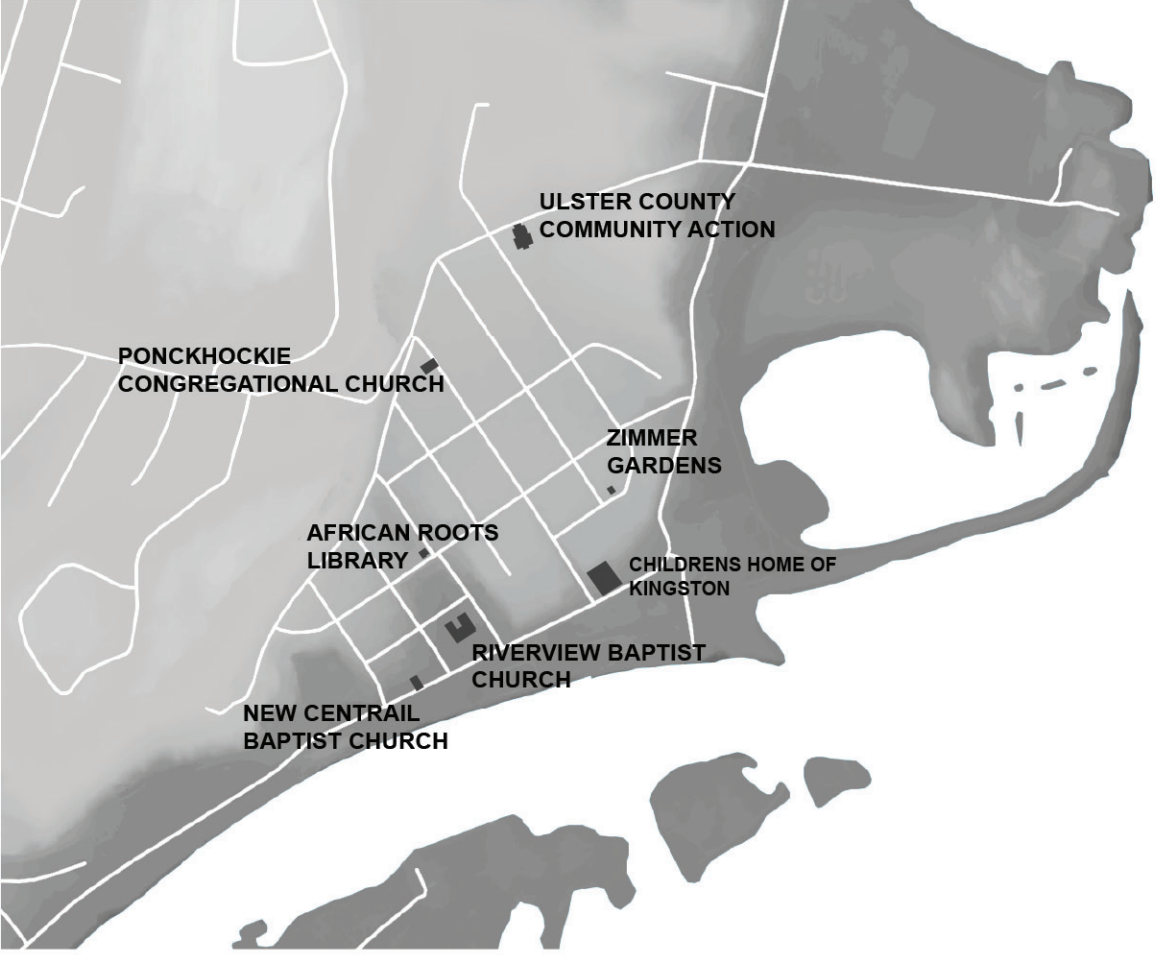 ULSTER COUNTY
COMMUNITY ACTION
PONCKHOCKIE
CONGREGATIONAL CHURCH
ZIMMER
GARDENS
AFRICAN ROOTS
LIBRARY
CHILDRENS HOME OF
KINGSTON
RIVERVIEW BAPTIST
CHURCH
NEW CENTRAIL
BAPTIST CHURCH